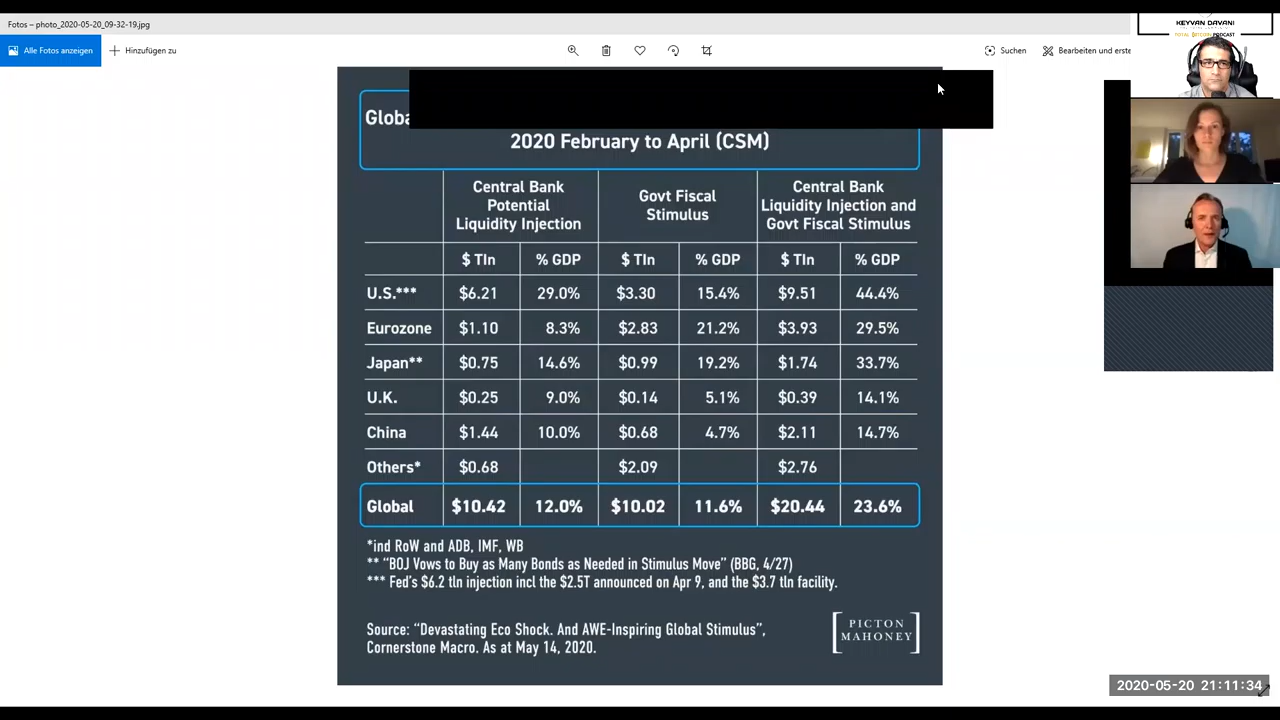 Fotos – photo_2020-05-20_09-32-19.jpg
KEYVAN DAVANI
TOTAL BITCOIN PODCAST
Alle Fotos anzeigen
Hinzufügen zu
Suchen
Bearbeiten und erste
2020 February to April (CSM)
Central Bank Potential Liquidity Injection Govt Fiscal Stimulus Central Bank Liquidity Injection and Govt Fiscal Stimulus
$ Tln % GDP $ Tln % GDP $ Tln % GDP
U.S.*** $6.21 29.0% $3.30 15.4% $9.51 44.4%
Eurozone $1.10 8.3% $2.83 21.2% $3.93 29.5%
Japan** $0.75 14.6% $0.99 19.2% $1.74 33.7%
U.K. $0.25 9.0% $0.14 5.1% $0.39 14.1%
China $1.44 10.0% $0.68 4.7% $2.11 14.7%
Others* $0.68 $2.09 $2.76
Global $10.42 12.0% $10.02 11.6% $20.44 23.6%
*ind RoW and ADB, IMF, WB
** “BOJ Vows to Buy as Many Bonds as Needed in Stimulus Move” (BBG, 4/27)
*** Fed’s $6.2 tln injection incl the $2.5T announced on Apr 9, and the $3.7 tln facility.
Source: “Devastating Eco Shock. And AWE-Inspiring Global Stimulus”,
Cornerstone Macro. As at May 14, 2020.
PICTON
MAHONEY
2020-05-20 21:11:34